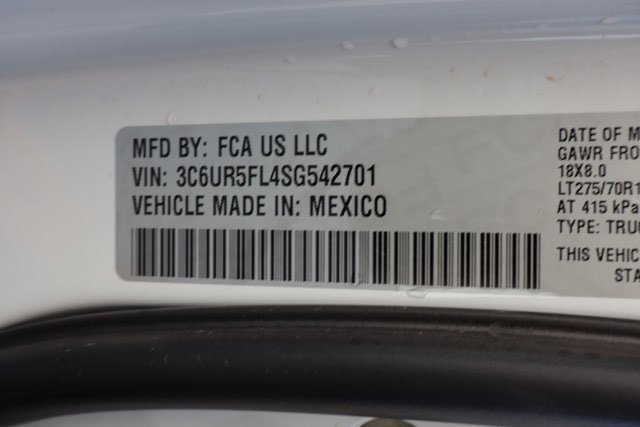 MFD BY: FCA US LLC
VIN: 3C6UR5FL4SG542701
VEHICLE MADE IN: MEXICO
DATE OF M
GAWR FRO
18X8.0
LT275/70R1
AT 415 kPa
TYPE: TRUC
THIS VEHIC
STA